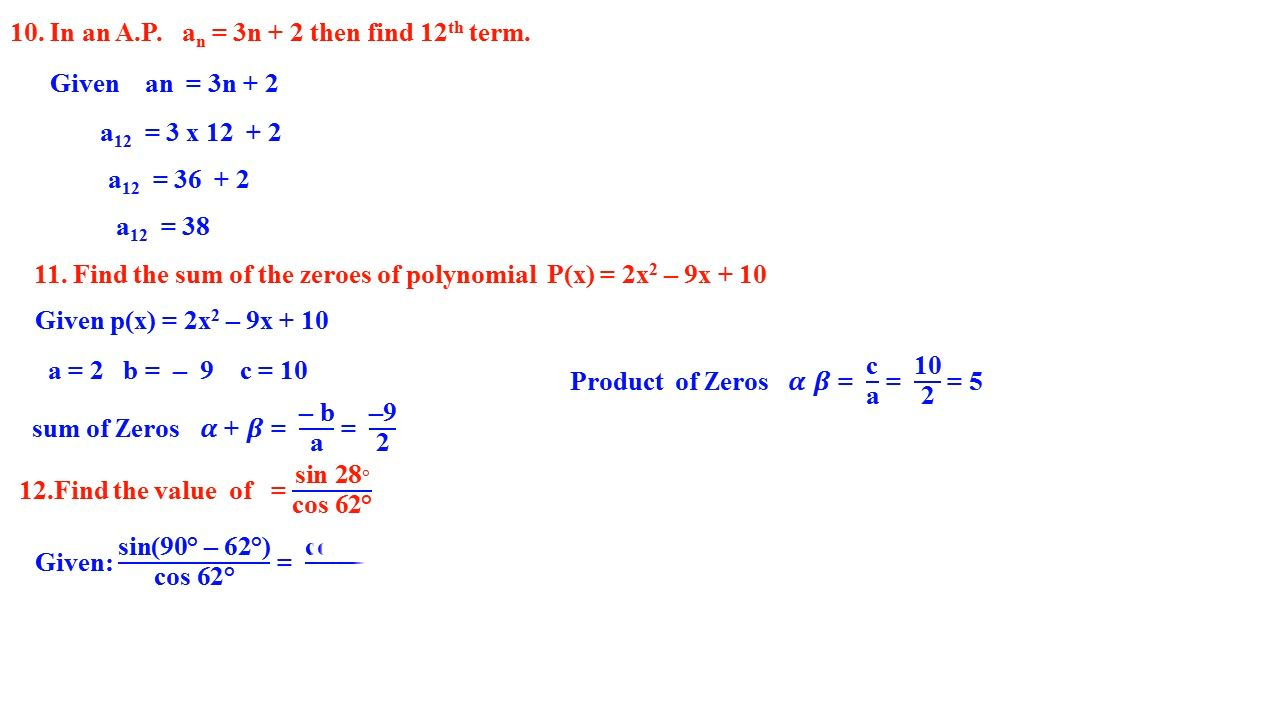 10. In an A.P. aₙ = 3n + 2 then find 12ᵗʰ term.
Given an = 3n + 2
a₁₂ = 3 x 12 + 2
a₁₂ = 36 + 2
a₁₂ = 38
11. Find the sum of the zeroes of polynomial P(x) = 2x² – 9x + 10
Given p(x) = 2x² – 9x + 10
a = 2 b = – 9 c = 10
sum of Zeros α + β = – b / a = –9 / 2
Product of Zeros α β = c / a = 10 / 2 = 5
12.Find the value of = sin 28° / cos 62°
Given: sin(90° – 62°) / cos 62° =